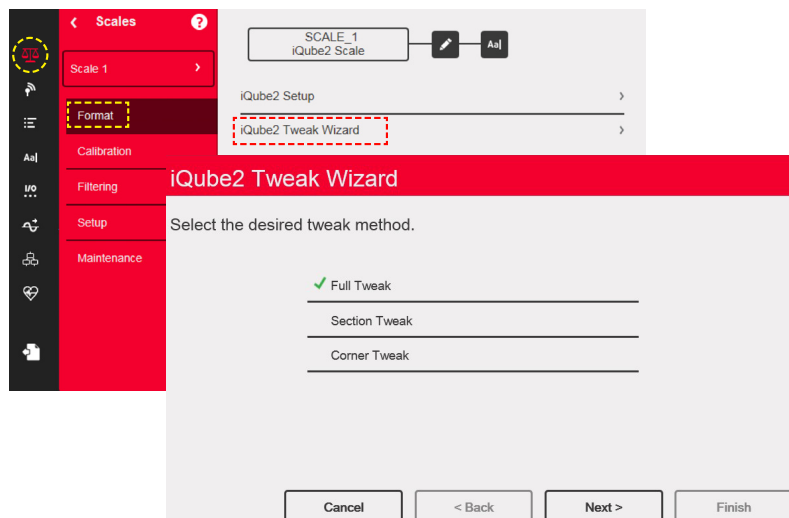 Scales ?
SCALE_1
iQube2 Scale
Aa|
Scale 1
iQube2 Setup
Format
iQube2 Tweak Wizard
Aa|
Calibration
I/O
Filtering
Setup
Maintenance
iQube2 Tweak Wizard
Select the desired tweak method.
Full Tweak
Section Tweak
Corner Tweak
Cancel
< Back
Next >
Finish